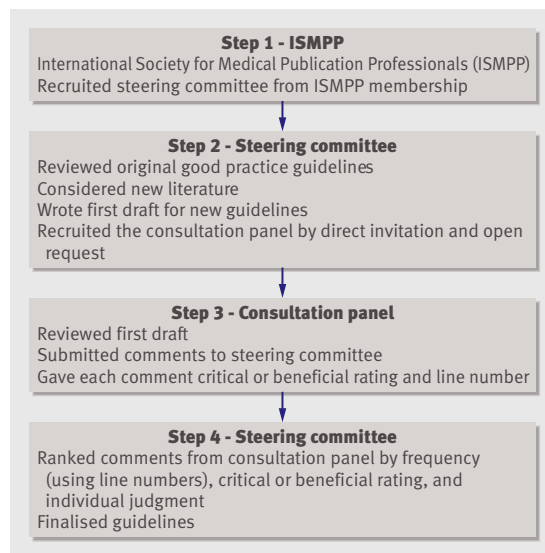 Step 1 - ISMPP
International Society for Medical Publication Professionals (ISMPP)
Recruited steering committee from ISMPP membership
Step 2 - Steering committee
Reviewed original good practice guidelines
Considered new literature
Wrote first draft for new guidelines
Recruited the consultation panel by direct invitation and open
request
Step 3 - Consultation panel
Reviewed first draft
Submitted comments to steering committee
Gave each comment critical or beneficial rating and line number
Step 4 - Steering committee
Ranked comments from consultation panel by frequency
(using line numbers), critical or beneficial rating, and
individual judgment
Finalised guidelines